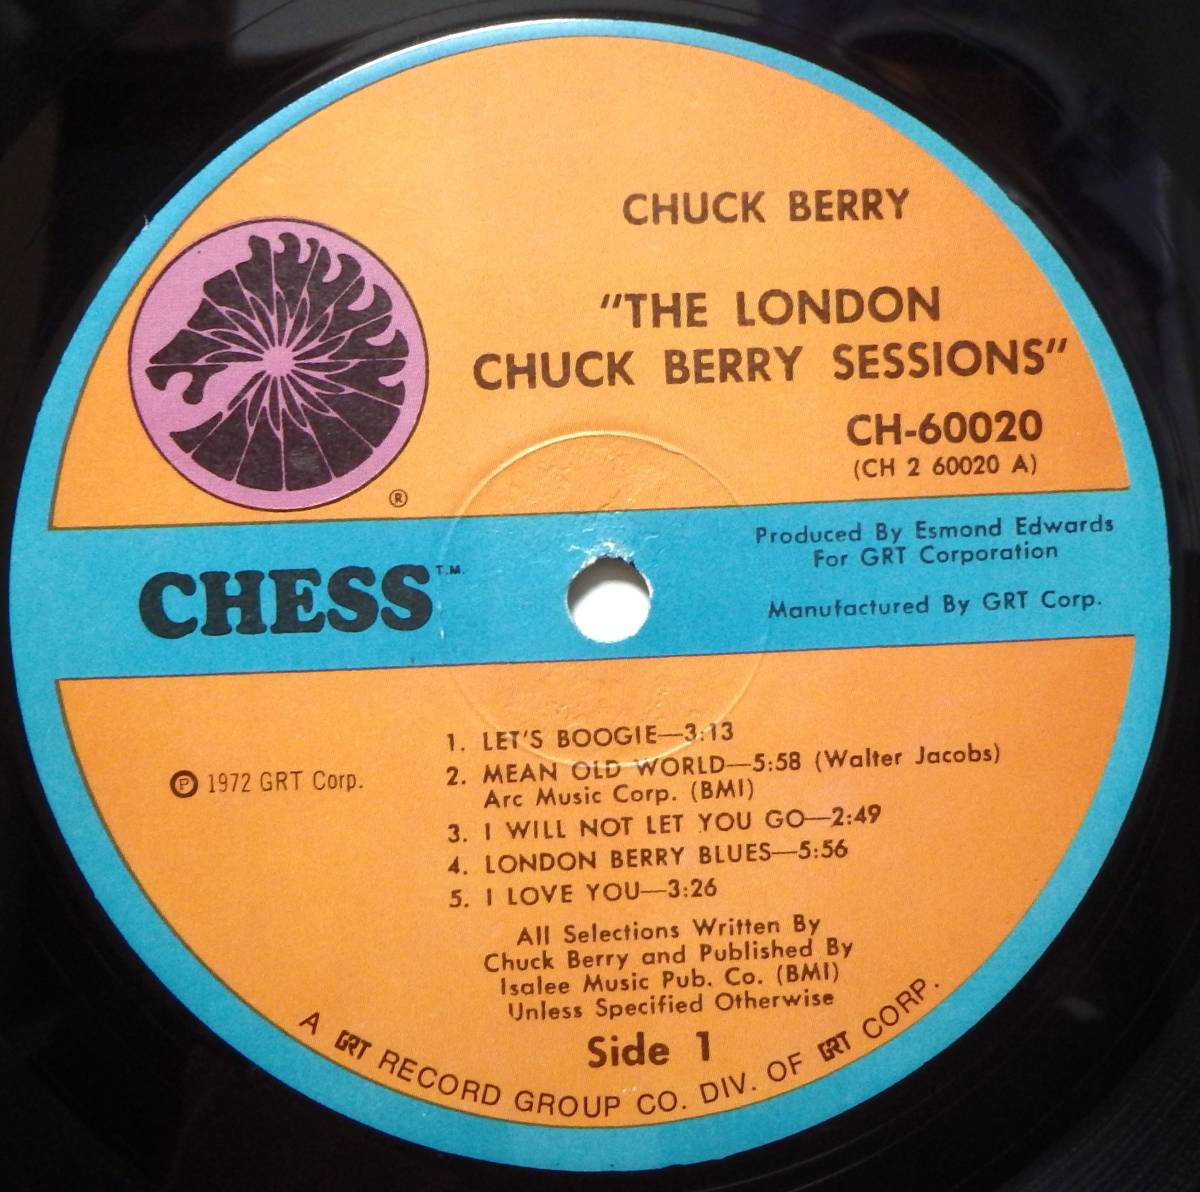 CHUCK BERRY
"THE LONDON
CHUCK BERRY SESSIONS"
CH-60020
(CH 2 60020 A)
®
Produced By Esmond Edwards
For GRT Corporation
CHESS T.M.
Manufactured By GRT Corp.
℗ 1972 GRT Corp.
1. LET'S BOOGIE—3:13
2. MEAN OLD WORLD—5:58 (Walter Jacobs)
Arc Music Corp. (BMI)
3. I WILL NOT LET YOU GO—2:49
4. LONDON BERRY BLUES—5:56
5. I LOVE YOU—3:26
All Selections Written By
Chuck Berry and Published By
Isalee Music Pub. Co. (BMI)
Unless Specified Otherwise
Side 1
A GRT RECORD GROUP CO. DIV. OF GRT CORP.